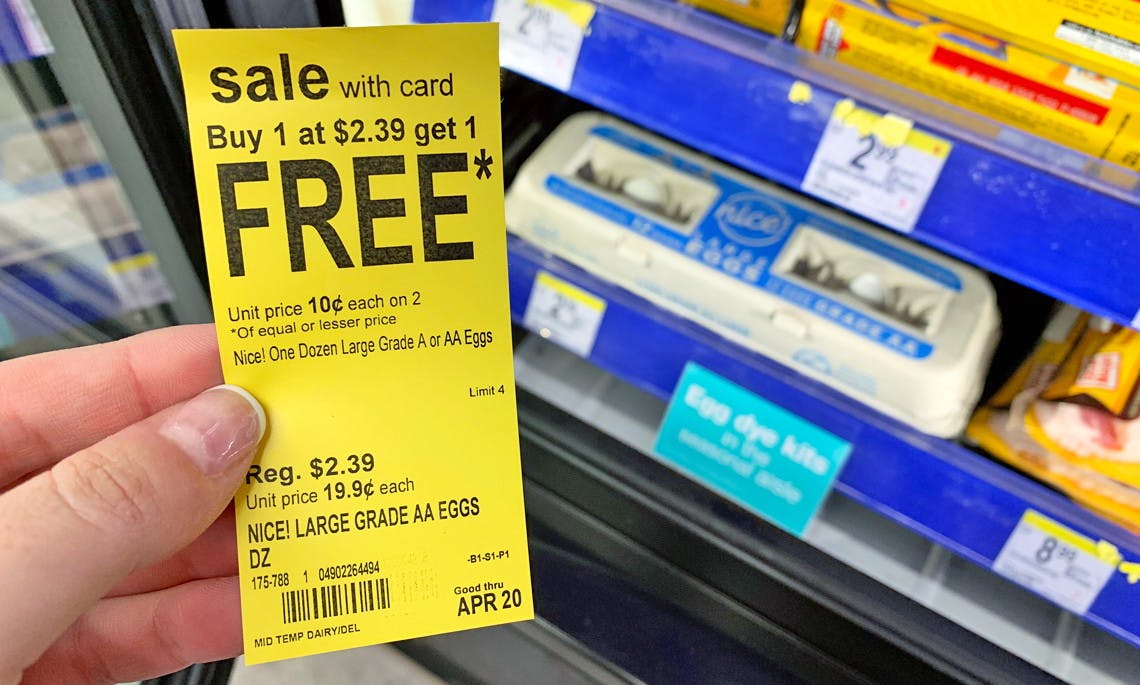 sale with card
Buy 1 at $2.39 get 1
FREE*
Unit price 10¢ each on 2
*Of equal or lesser price
Nice! One Dozen Large Grade A or AA Eggs
Limit 4
Reg. $2.39
Unit price 19.9¢ each
NICE! LARGE GRADE AA EGGS
DZ
-B1-S1-P1
175-788 1 04902264494
Good thru
APR 20
MID TEMP DAIRY/DEL
2⁹⁹
nice!
LARGE
EGGS
GRADE AA
Egg dye kits
in the
seasonal aisle
8⁹⁹